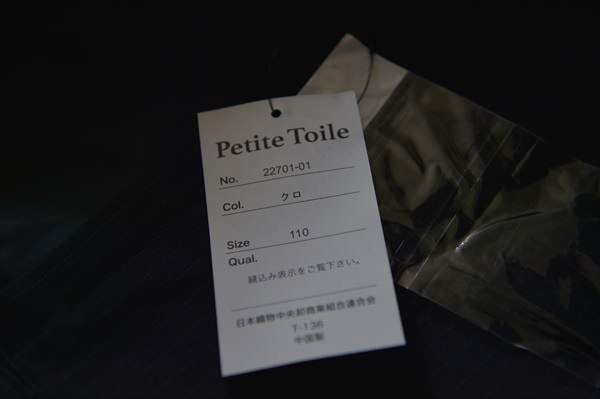 Petite Toile
No. 22701-01
Col. クロ
Size 110
Qual.
縫込み表示をご覧下さい。
日本織物中央卸商業組合連合会
T-136
中国製